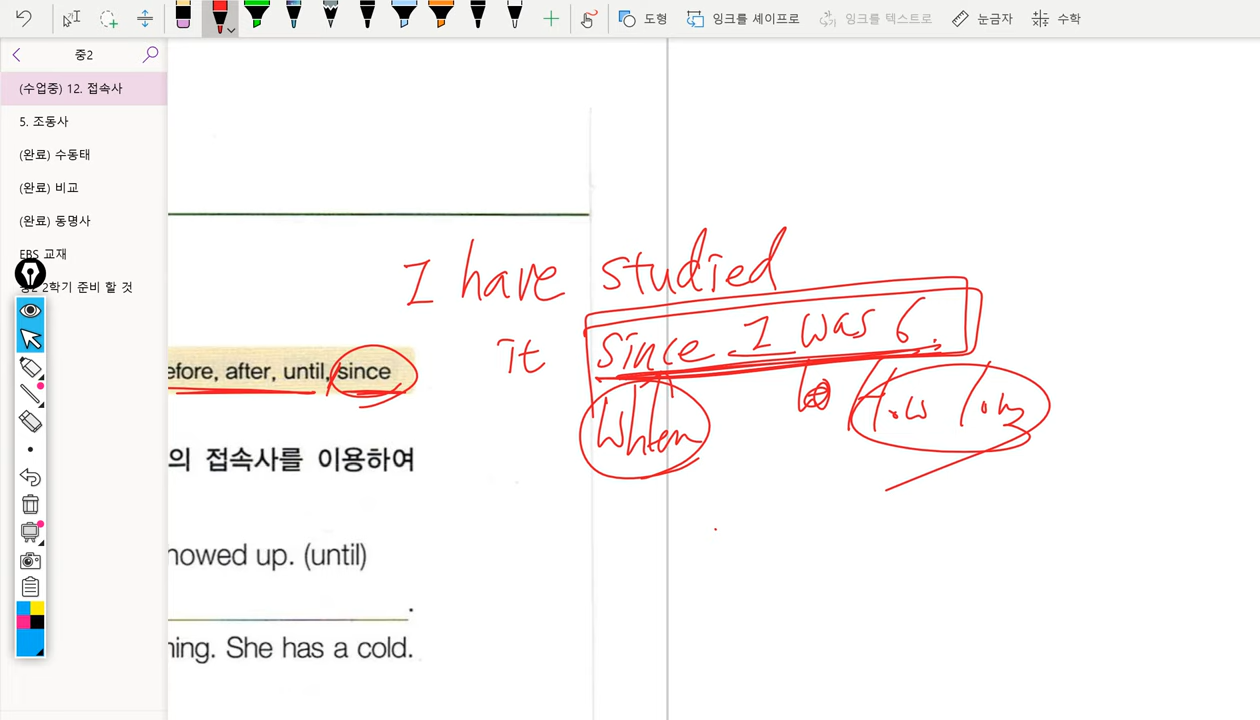 도형
잉크를 셰이프로
잉크를 텍스트로
눈금자
수학
중2
(수업중) 12. 접속사
5. 조동사
(완료) 수동태
(완료) 비교
(완료) 동명사
EBS 교재
2학기 준비 할 것
I have studied
it since I was 6.
efore, after, until, since
When
How long
의 접속사를 이용하여
howed up. (until)
.
ning. She has a cold.